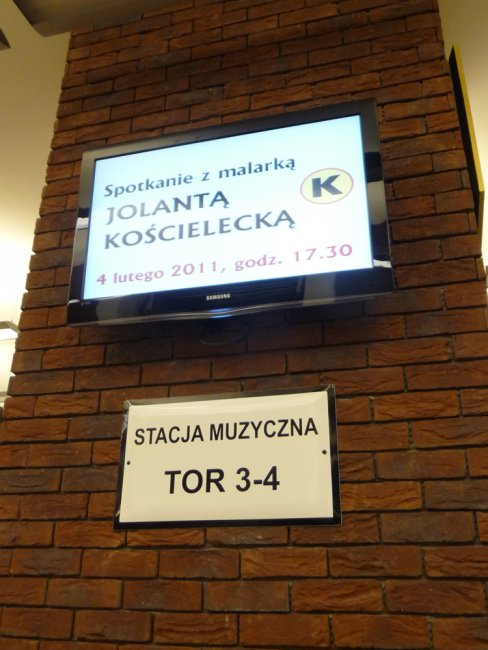 Spotkanie z malarką
JOLANTĄ
KOŚCIELECKĄ
K
4 lutego 2011, godz. 17.30
SAMSUNG
STACJA MUZYCZNA
TOR 3-4